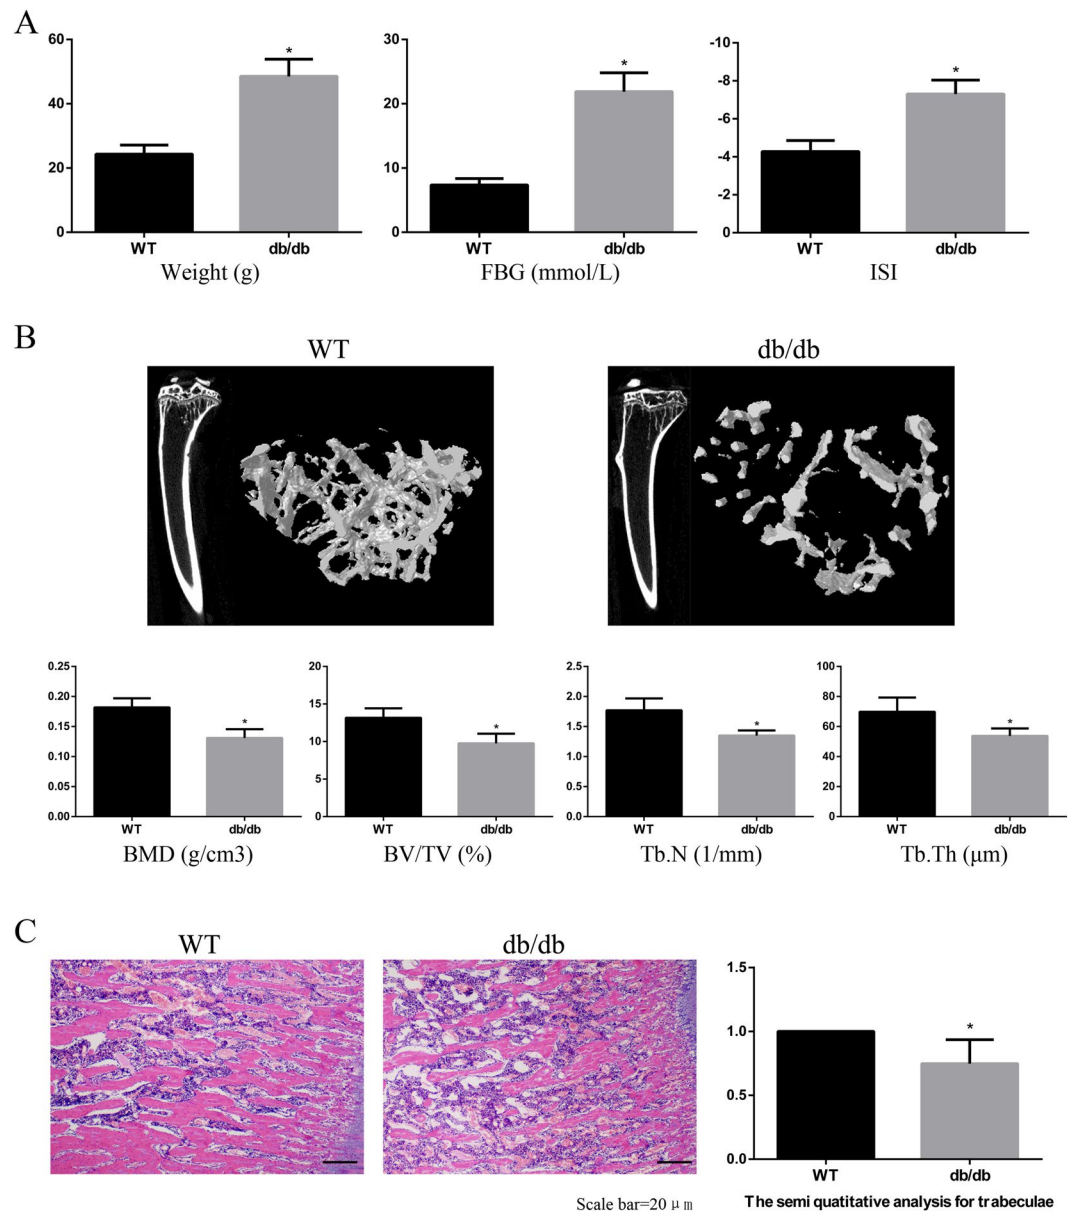 A
60
40
20
0
*
WT
db/db
Weight (g)
30
20
10
0
*
WT
db/db
FBG (mmol/L)
-10
-8
-6
-4
-2
0
*
WT
db/db
ISI
B
WT
db/db
0.25
0.20
0.15
0.10
0.05
0.00
*
WT
db/db
BMD (g/cm3)
20
15
10
5
0
*
WT
db/db
BV/TV (%)
2.5
2.0
1.5
1.0
0.5
0.0
*
WT
db/db
Tb.N (1/mm)
100
80
60
40
20
0
*
WT
db/db
Tb.Th (μm)
C
WT
db/db
Scale bar=20 μm
1.5
1.0
0.5
0.0
*
WT
db/db
The semi quatitative analysis for trabeculae